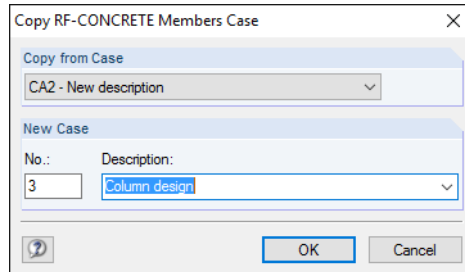 Copy RF-CONCRETE Members Case
Copy from Case
CA2 - New description
New Case
No.: Description:
3 Column design
OK Cancel